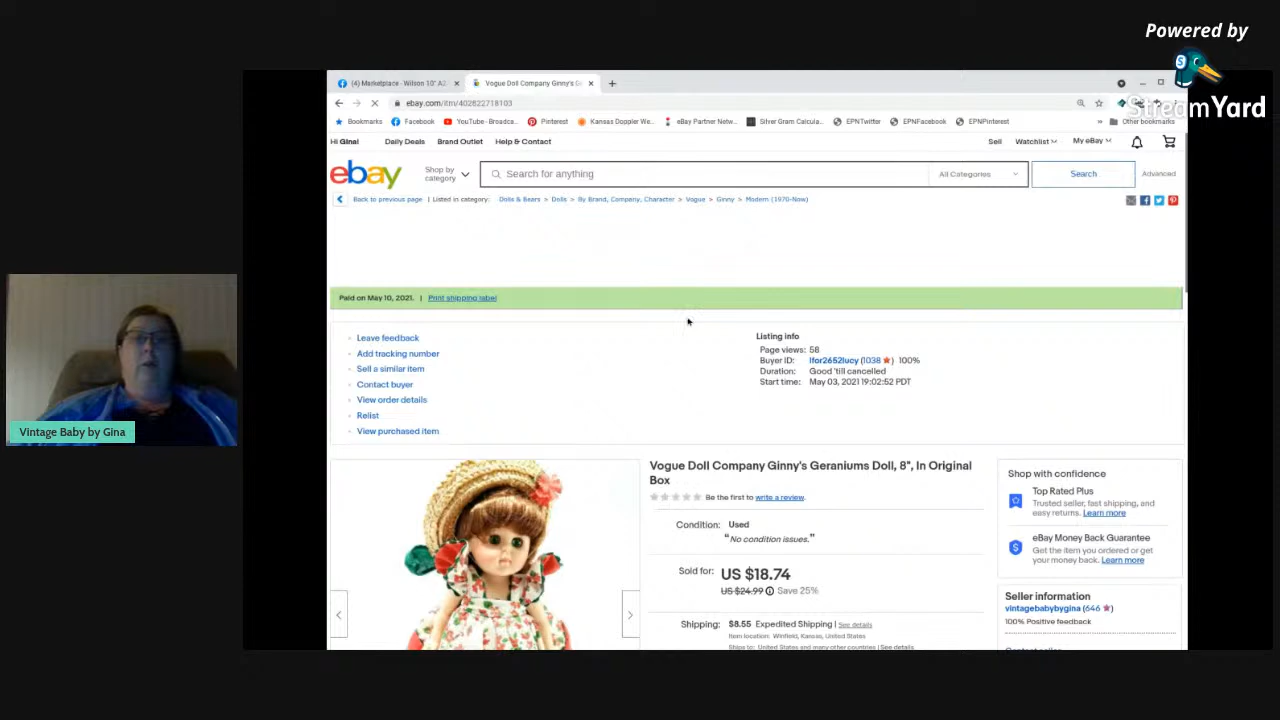 Powered by
StreamYard
(4) Marketplace - Wilson 10" A2
Vogue Doll Company Ginny's Ge
ebay.com/itm/402822718103
Bookmarks Facebook YouTube - Broadca... Pinterest Kansas Doppler We... eBay Partner Netw... Silver Gram Calcula... EPNTwitter EPNFacebook EPNPinterest » Other bookmarks
Hi Gina! Daily Deals Brand Outlet Help & Contact Sell Watchlist My eBay
ebay Shop by category Search for anything All Categories Search Advanced
Back to previous page | Listed in category: Dolls & Bears > Dolls > By Brand, Company, Character > Vogue > Ginny > Modern (1970-Now)
Paid on May 10, 2021. | Print shipping label
Leave feedback
Add tracking number
Sell a similar item
Contact buyer
View order details
Relist
View purchased item
Listing info
Page views: 58
Buyer ID: lfor2652lucy (1038) 100%
Duration: Good 'till cancelled
Start time: May 03, 2021 19:02:52 PDT
Vogue Doll Company Ginny's Geraniums Doll, 8", In Original
Box
Be the first to write a review.
Condition: Used
"No condition issues."
Sold for: US $18.74
US $24.99 Save 25%
Shipping: $8.55 Expedited Shipping | See details
Item location: Winfield, Kansas, United States
Ships to: United States and many other countries | See details
Shop with confidence
Top Rated Plus
Trusted seller, fast shipping, and
easy returns. Learn more
eBay Money Back Guarantee
Get the item you ordered or get
your money back. Learn more
Seller information
vintagebabybygina (646)
100% Positive feedback
Vintage Baby by Gina